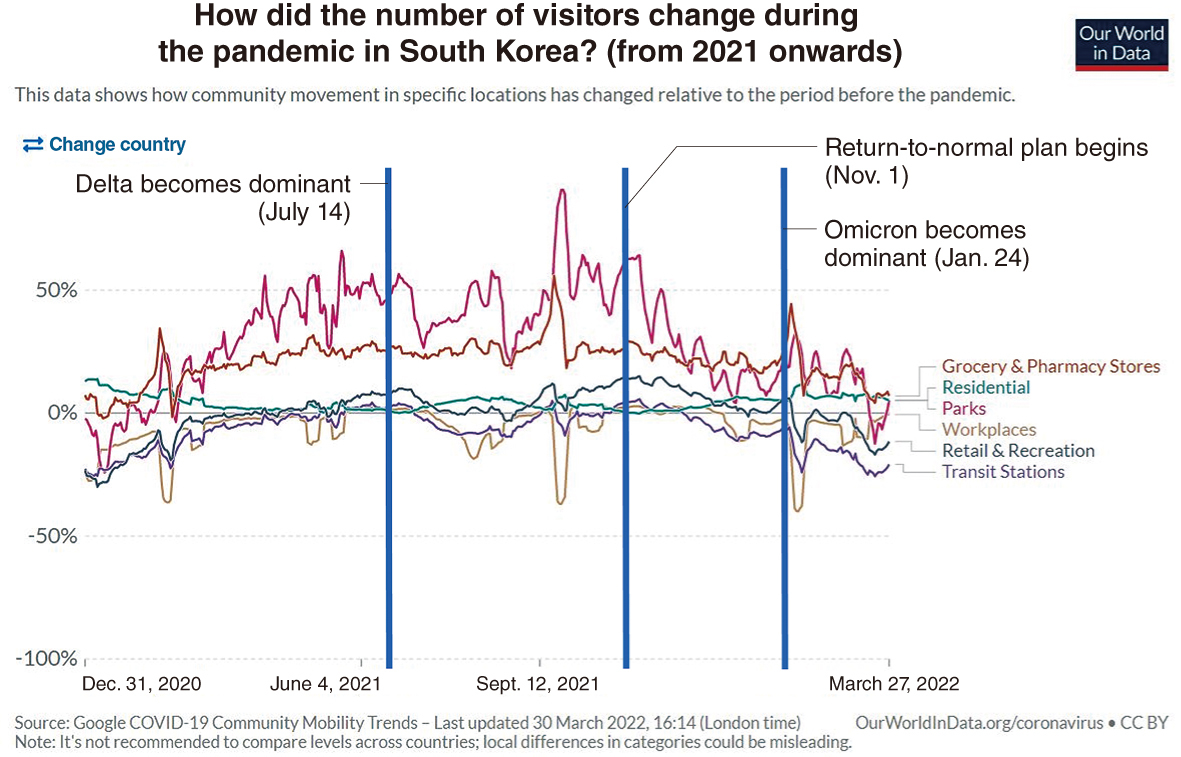 How did the number of visitors change during
the pandemic in South Korea? (from 2021 onwards)
Our World
in Data
This data shows how community movement in specific locations has changed relative to the period before the pandemic.
⇄ Change country
Delta becomes dominant
(July 14)
Return-to-normal plan begins
(Nov. 1)
Omicron becomes
dominant (Jan. 24)
50%
0%
-50%
-100%
Grocery & Pharmacy Stores
Residential
Parks
Workplaces
Retail & Recreation
Transit Stations
Dec. 31, 2020
June 4, 2021
Sept. 12, 2021
March 27, 2022
Source: Google COVID-19 Community Mobility Trends – Last updated 30 March 2022, 16:14 (London time)
OurWorldInData.org/coronavirus • CC BY
Note: It's not recommended to compare levels across countries; local differences in categories could be misleading.